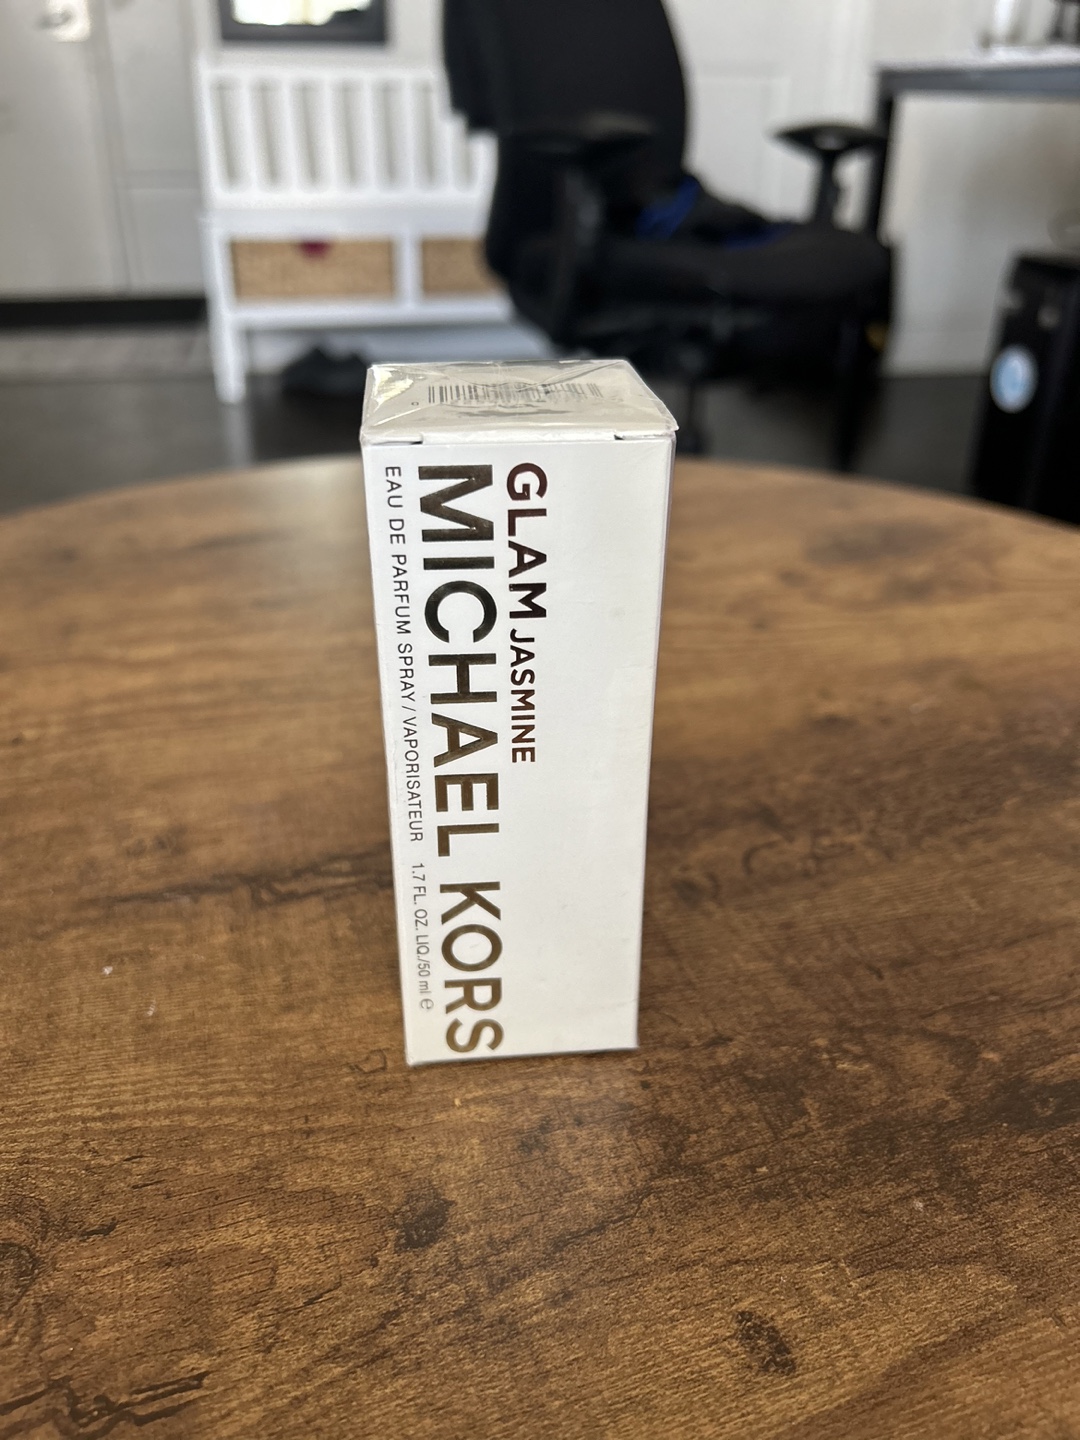 GLAM JASMINE
MICHAEL KORS
EAU DE PARFUM SPRAY / VAPORISATEUR 1.7 FL. OZ. LIQ./50 ml ℮